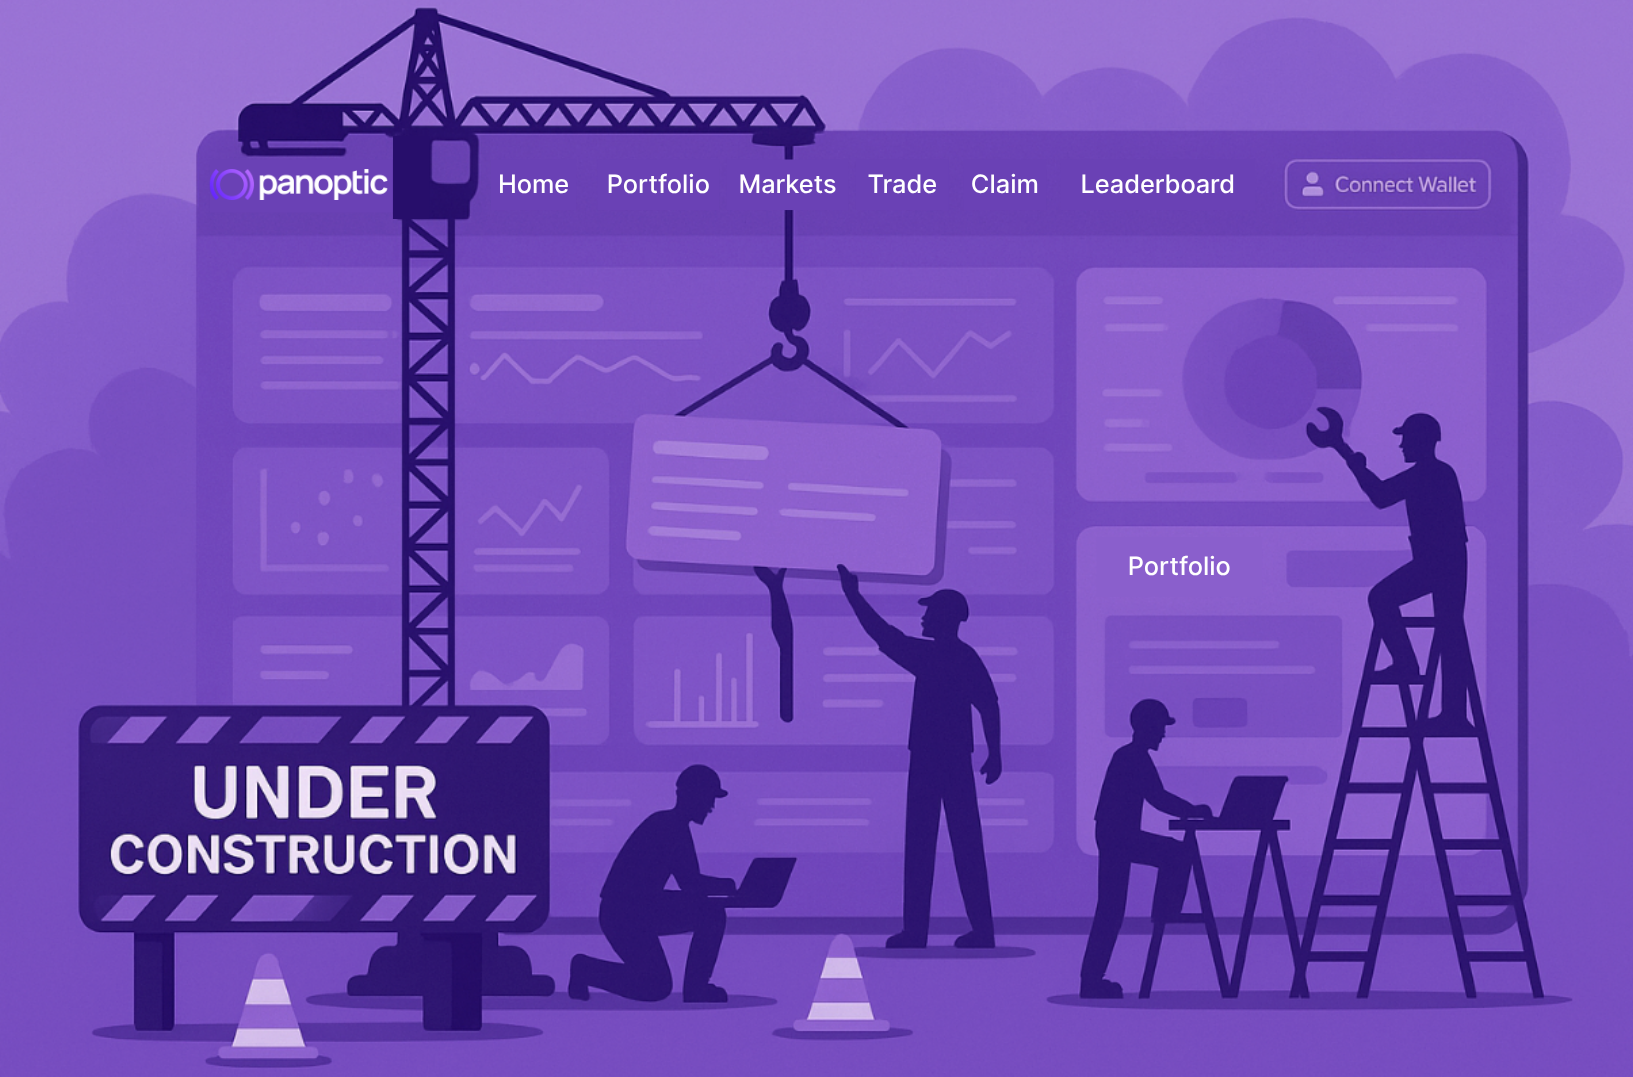 panoptic Home Portfolio Markets Trade Claim Leaderboard Connect Wallet
Portfolio
UNDER
CONSTRUCTION